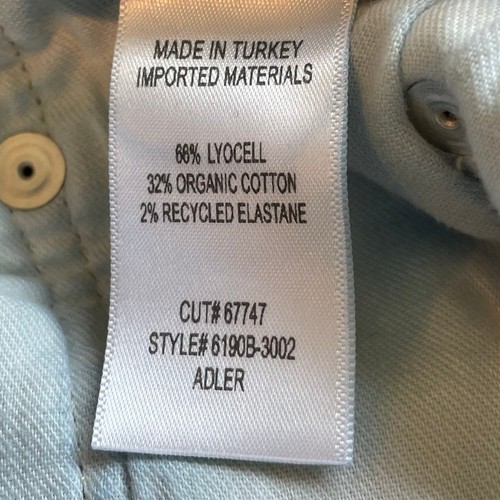 MADE IN TURKEY
IMPORTED MATERIALS
66% LYOCELL
32% ORGANIC COTTON
2% RECYCLED ELASTANE
CUT# 67747
STYLE# 6190B-3002
ADLER